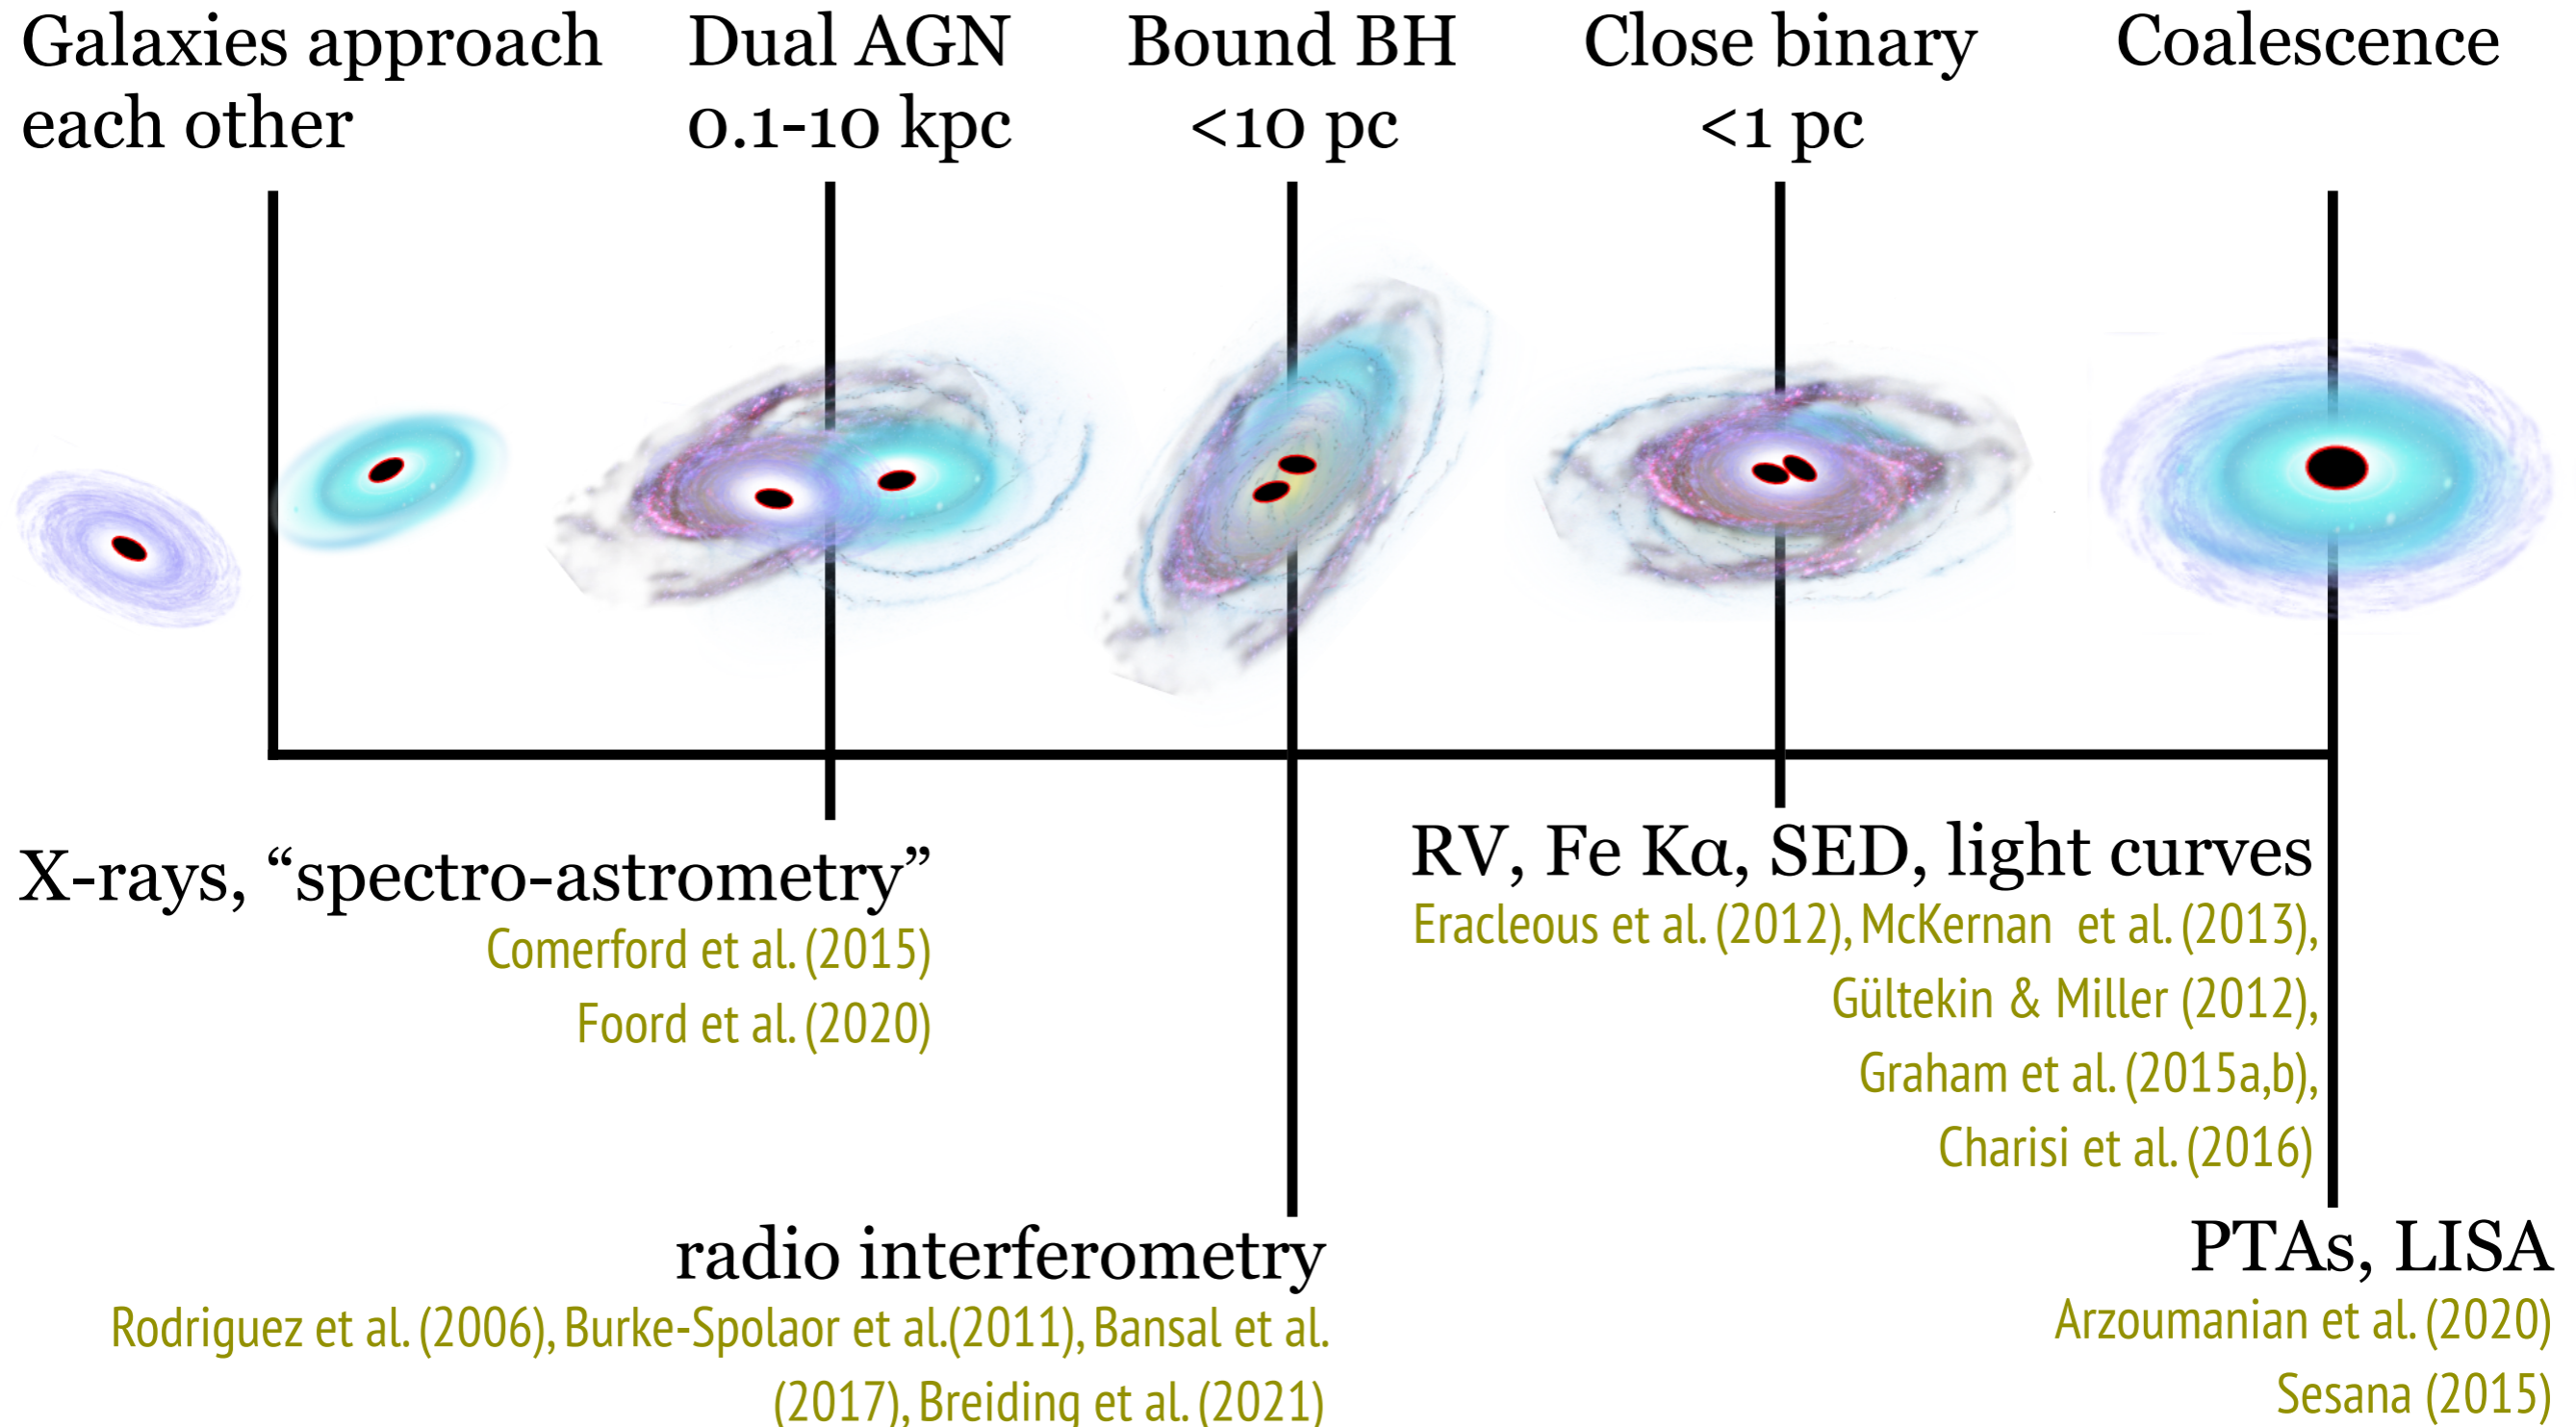 Galaxies approach
each other
Dual AGN
0.1-10 kpc
Bound BH
<10 pc
Close binary
<1 pc
Coalescence
X-rays, “spectro-astrometry”
Comerford et al. (2015)
Foord et al. (2020)
RV, Fe Kα, SED, light curves
Eracleous et al. (2012), McKernan et al. (2013),
Gültekin & Miller (2012),
Graham et al. (2015a,b),
Charisi et al. (2016)
radio interferometry
Rodriguez et al. (2006), Burke-Spolaor et al.(2011), Bansal et al.
(2017), Breiding et al. (2021)
PTAs, LISA
Arzoumanian et al. (2020)
Sesana (2015)